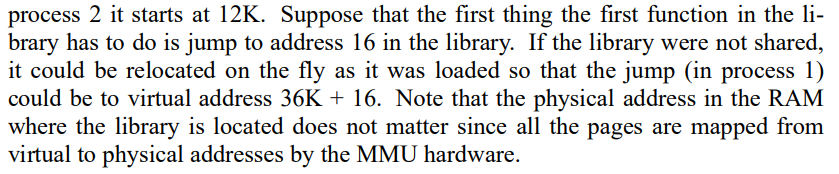 process 2 it starts at 12K. Suppose that the first thing the first function in the li-
brary has to do is jump to address 16 in the library. If the library were not shared,
it could be relocated on the fly as it was loaded so that the jump (in process 1)
could be to virtual address 36K + 16. Note that the physical address in the RAM
where the library is located does not matter since all the pages are mapped from
virtual to physical addresses by the MMU hardware.